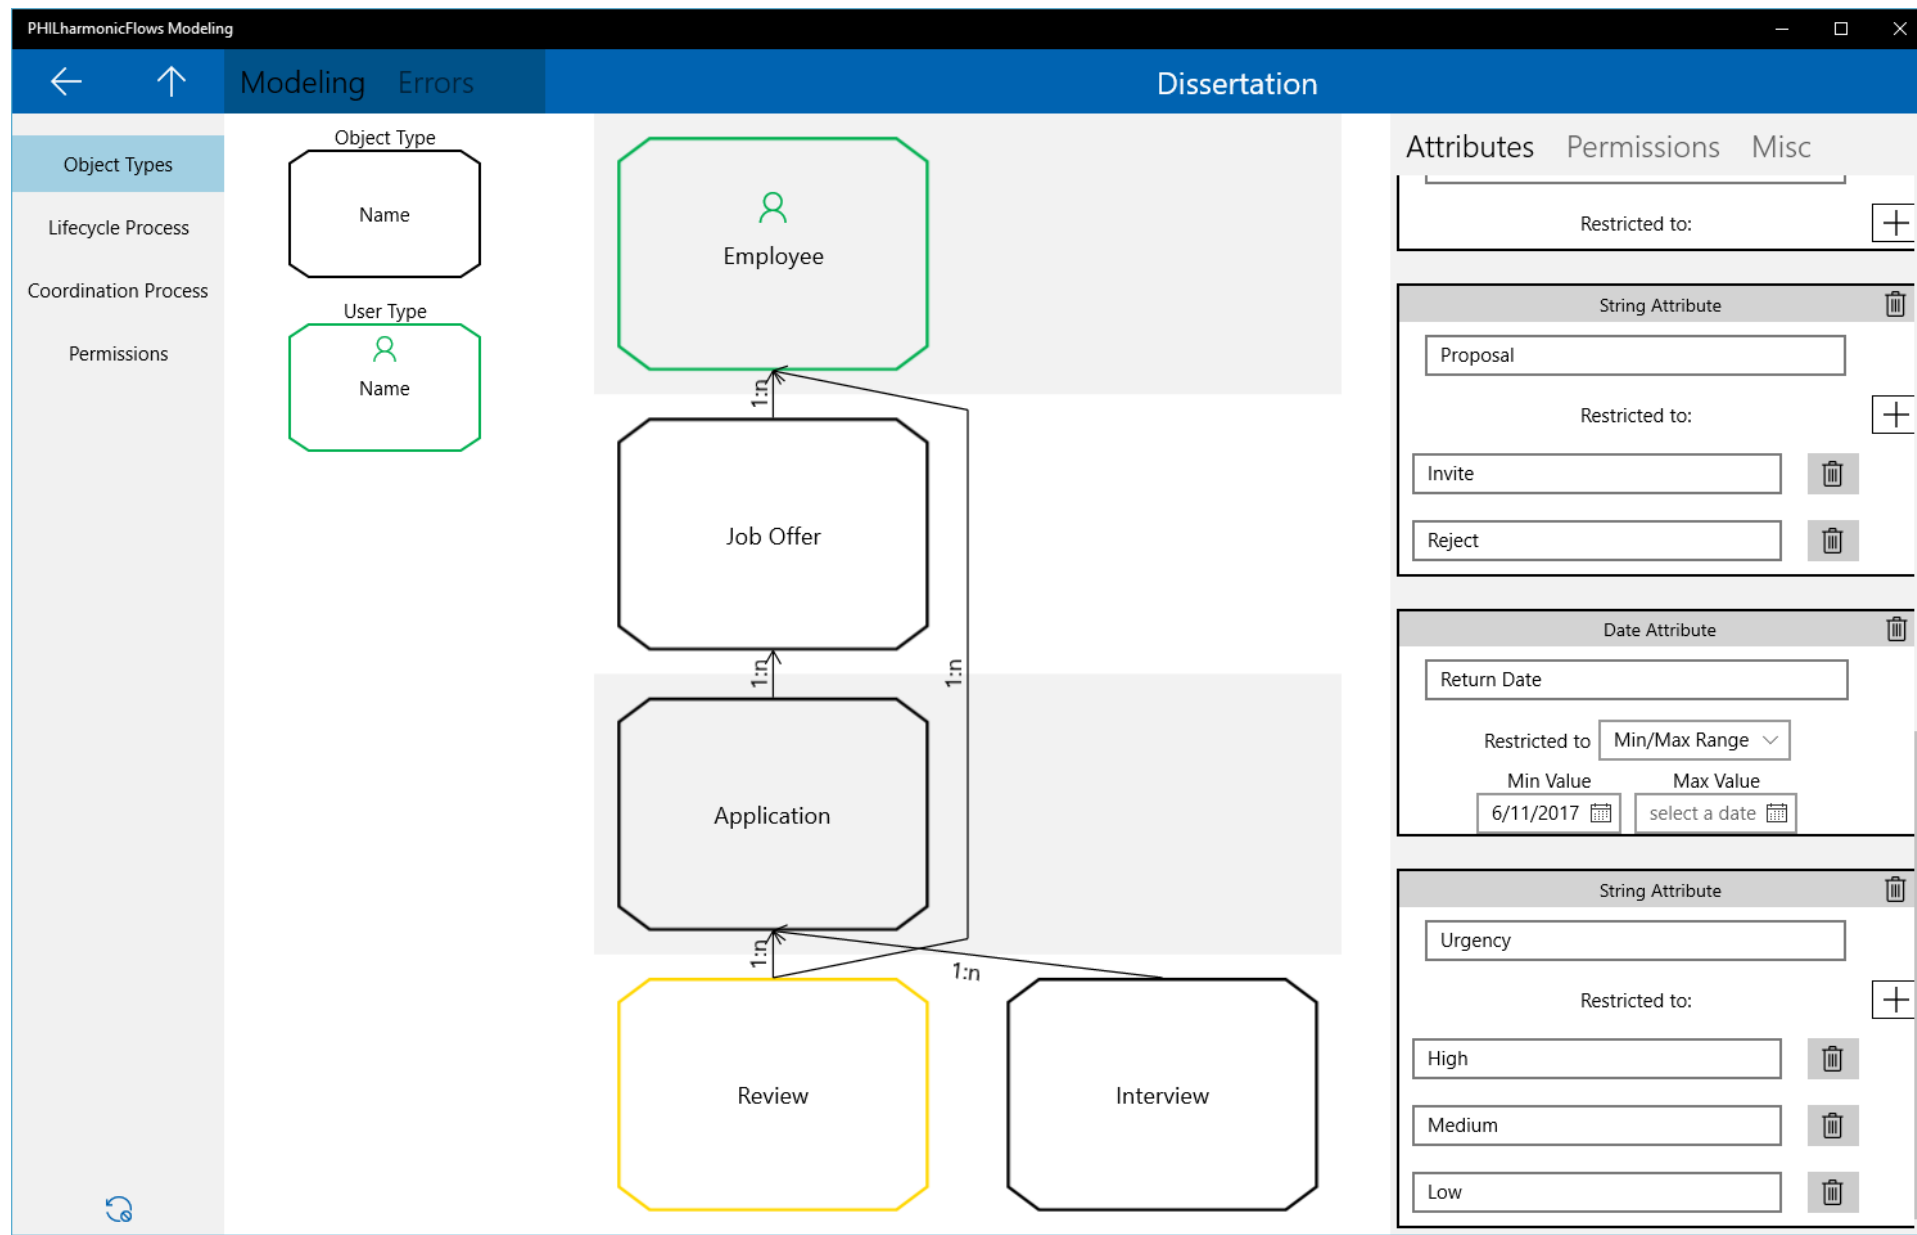 PHILharmonicFlows Modeling
Modeling Errors
Dissertation
Object Types
Lifecycle Process
Coordination Process
Permissions
Object Type
Name
User Type
Name
Employee
1:n
Job Offer
1:n
1:n
Application
1:n
1:n
Review
Interview
Attributes Permissions Misc
Restricted to:
String Attribute
Proposal
Restricted to:
Invite
Reject
Date Attribute
Return Date
Restricted to Min/Max Range
Min Value Max Value
6/11/2017 select a date
String Attribute
Urgency
Restricted to:
High
Medium
Low